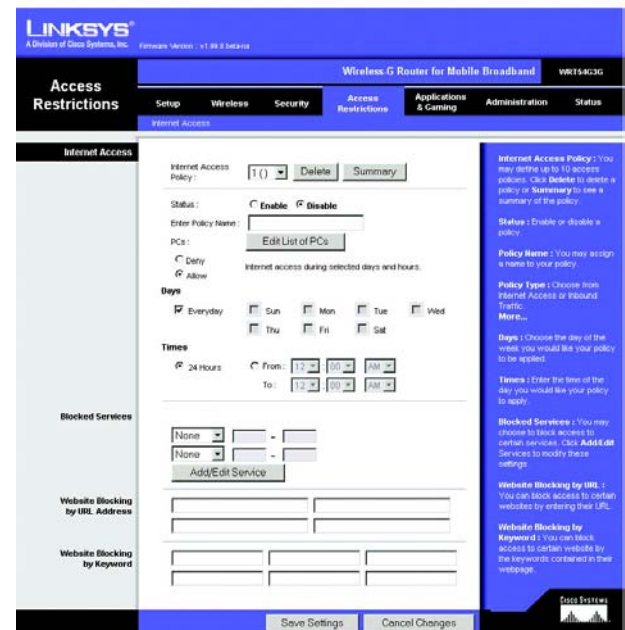 LINKSYS®
A Division of Cisco Systems, Inc.
Firmware Version : v1.99.8 beta-na
Wireless-G Router for Mobile Broadband
WRT54G3G
Access Restrictions
Setup
Wireless
Security
Access Restrictions
Applications & Gaming
Administration
Status
Internet Access
Internet Access
Internet Access Policy :
1 ()
Delete
Summary
Status :
Enable
Disable
Enter Policy Name :
PCs :
Edit List of PCs
Deny
Allow
Internet access during selected days and hours.
Days
Everyday
Sun
Mon
Tue
Wed
Thu
Fri
Sat
Times
24 Hours
From :
12 : 00 AM
To :
12 : 00 AM
Blocked Services
None
-
None
-
Add/Edit Service
Website Blocking by URL Address
Website Blocking by Keyword
Save Settings
Cancel Changes
Internet Access Policy : You
may define up to 10 access
policies. Click Delete to delete a
policy or Summary to see a
summary of the policy.
Status : Enable or disable a
policy.
Policy Name : You may assign
a name to your policy.
Policy Type : Choose from
Internet Access or Inbound
Traffic.
More...
Days : Choose the day of the
week you would like your policy
to be applied.
Times : Enter the time of the
day you would like your policy
to apply.
Blocked Services : You may
choose to block access to
certain services. Click Add/Edit
Services to modify these
settings
Website Blocking by URL :
You can block access to certain
websites by entering their URL.
Website Blocking by
Keyword : You can block
access to certain website by
the keywords contained in their
webpage.
CISCO SYSTEMS